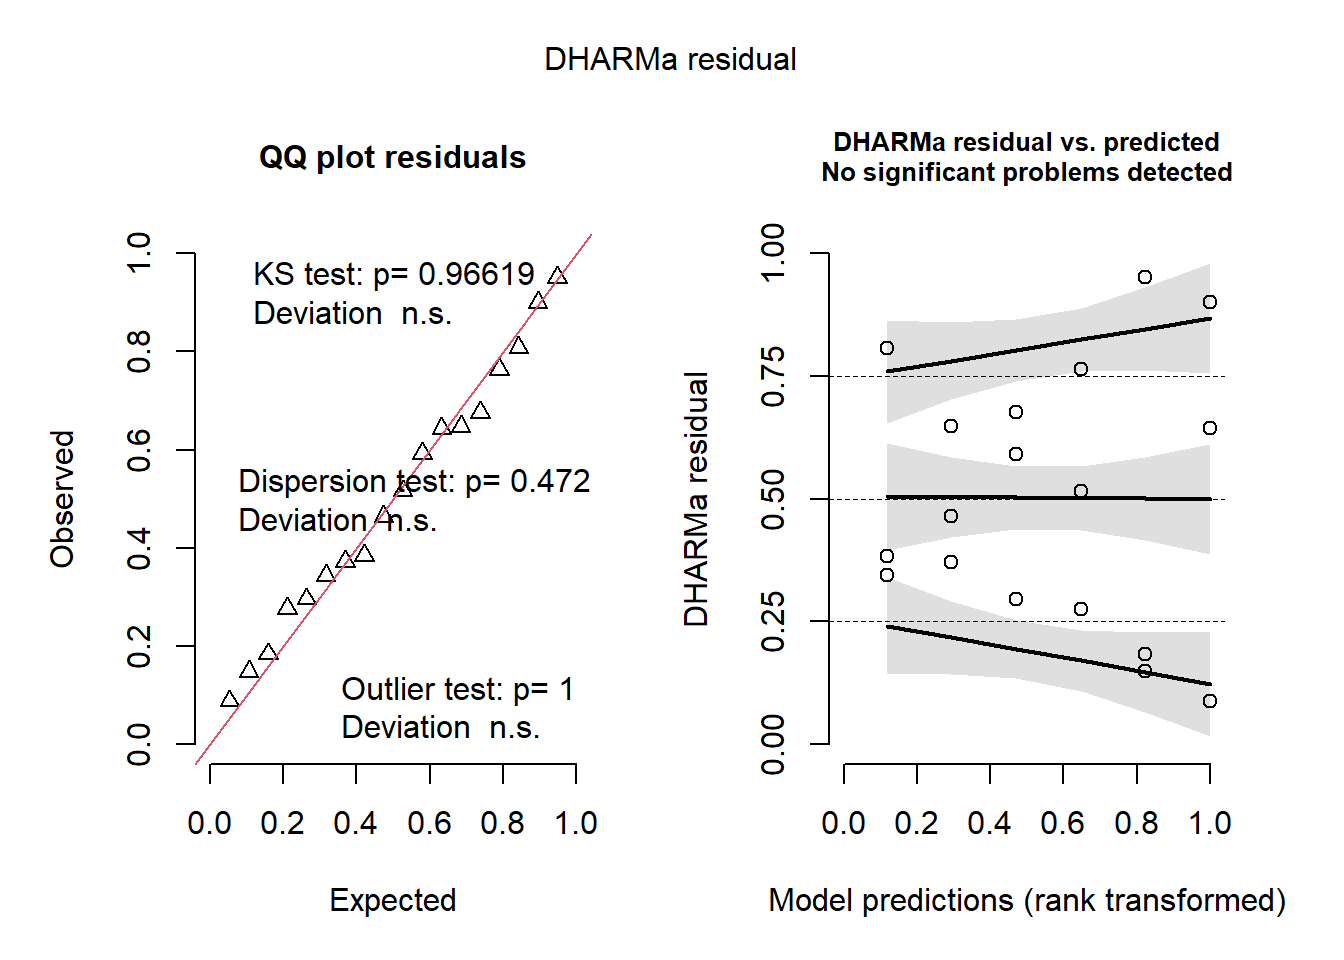 DHARMa residual
QQ plot residuals
KS test: p= 0.96619
Deviation  n.s.
Dispersion test: p= 0.472
Deviation  n.s.
Outlier test: p= 1
Deviation  n.s.
Observed
0.0 0.2 0.4 0.6 0.8 1.0
0.0 0.2 0.4 0.6 0.8 1.0
Expected
DHARMa residual vs. predicted
No significant problems detected
DHARMa residual
0.00 0.25 0.50 0.75 1.00
0.0 0.2 0.4 0.6 0.8 1.0
Model predictions (rank transformed)